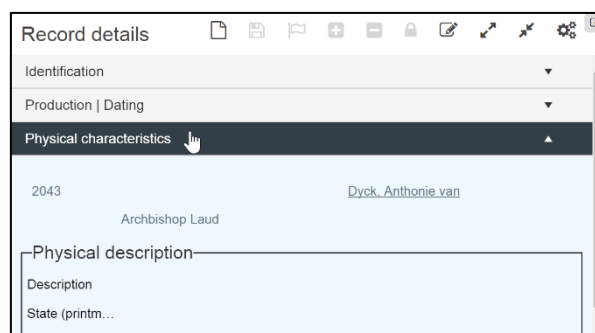 Record details
Identification
Production | Dating
Physical characteristics
2043 Dyck, Anthonie van
Archbishop Laud
Physical description
Description
State (printm…